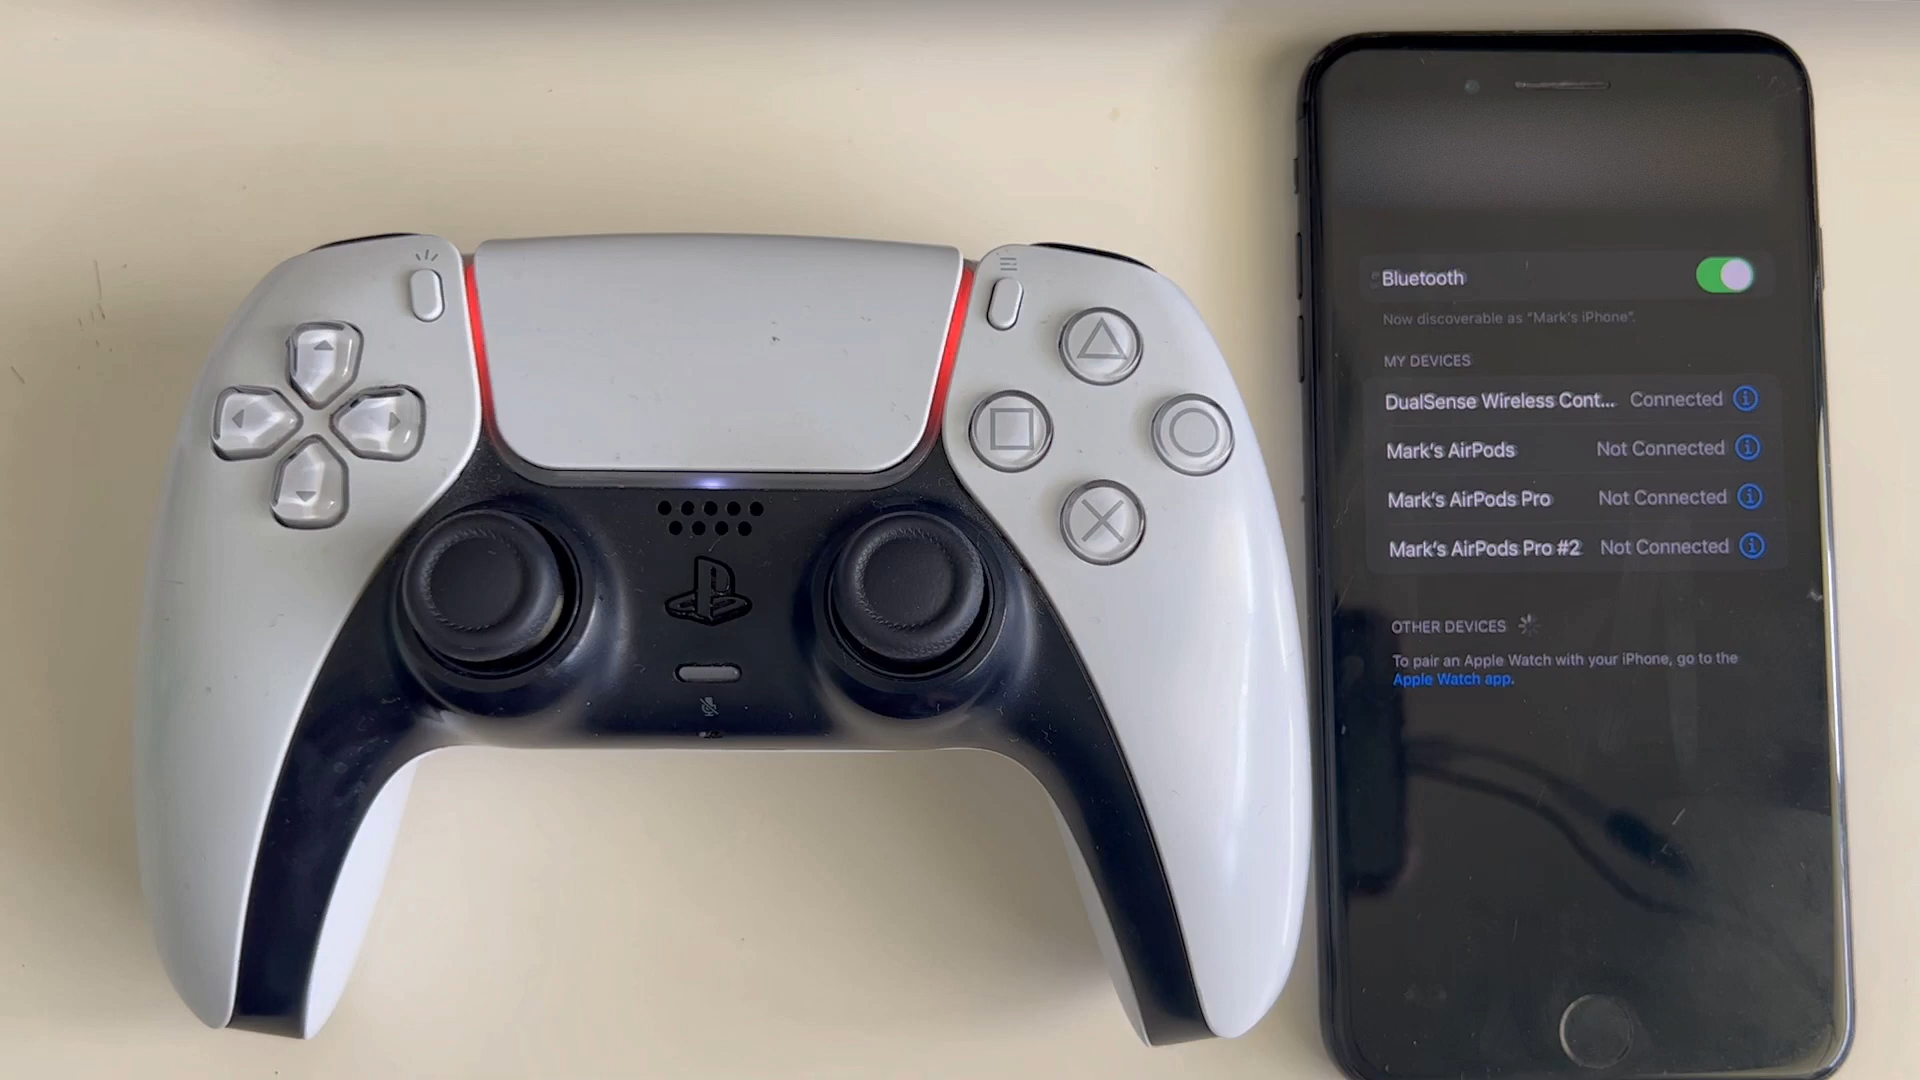 Bluetooth
Now discoverable as “Mark’s iPhone”.
MY DEVICES
DualSense Wireless Cont... Connected
Mark’s AirPods Not Connected
Mark’s AirPods Pro Not Connected
Mark’s AirPods Pro #2 Not Connected
OTHER DEVICES
To pair an Apple Watch with your iPhone, go to the
Apple Watch app.